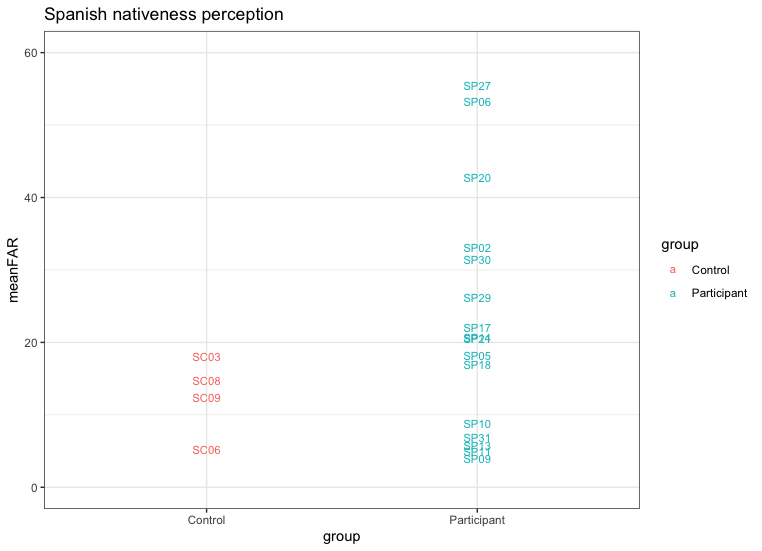 Spanish nativeness perception
60
40
20
0
meanFAR
SP27
SP06
SP20
SP02
SP30
SP29
SP17
SP05
SP18
SP10
SP31
SP13
SP11
SP09
SC03
SC08
SC09
SC06
Control
Participant
group
group
a Control
a Participant